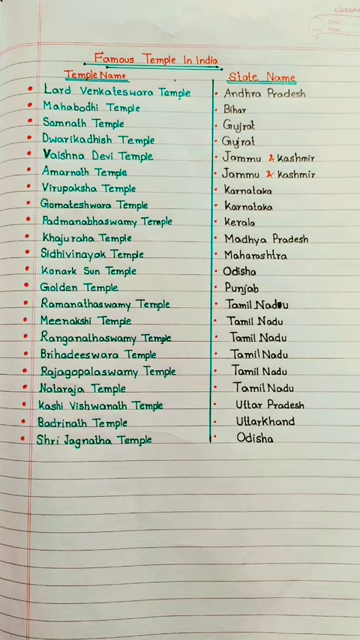 Famous Temple In India
Temple Name State Name
Lard Venkateswara Temple Andhra Pradesh
Mahabodhi Temple Bihar
Samnath Temple Gujrat
Dwarikadhish Temple Gujrat
Vaishna Devi Temple Jammu & Kashmir
Amarnath Temple Jammu & Kashmir
Virupaksha Temple Karnataka
Gomateshwara Temple Karnataka
Padmanabhaswamy Temple Kerala
Khajuraha Temple Madhya Pradesh
Sidhivinayak Temple Maharashtra
Konark Sun Temple Odisha
Golden Temple Punjab
Ramanathaswamy Temple Tamil Nadu
Meenakshi Temple Tamil Nadu
Ranganathaswamy Temple Tamil Nadu
Brihadeeswara Temple Tamil Nadu
Rajagopalaswamy Temple Tamil Nadu
Nataraja Temple Tamil Nadu
Kashi Vishwanath Temple Uttar Pradesh
Badrinath Temple Uttarkhand
Shri Jagnatha Temple Odisha